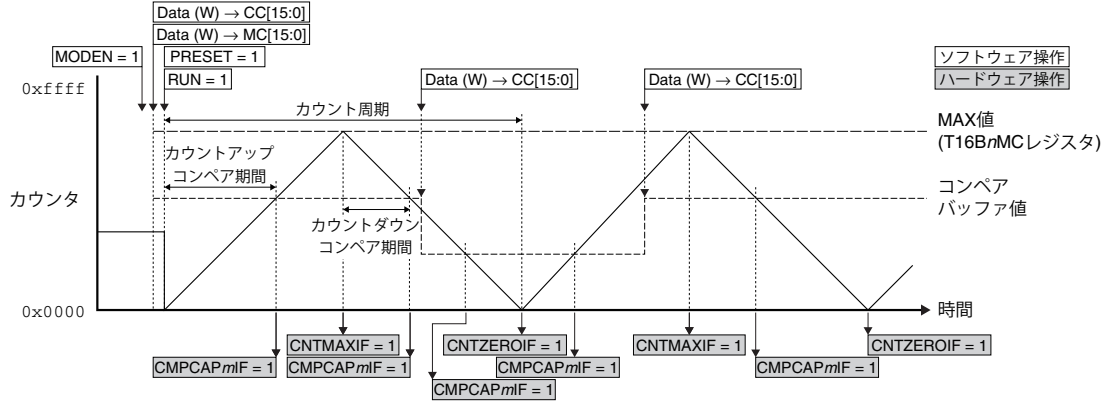 Data (W) → CC[15:0]
Data (W) → MC[15:0]
MODEN = 1
PRESET = 1
RUN = 1
Data (W) → CC[15:0]
Data (W) → CC[15:0]
ソフトウェア操作
ハードウェア操作
0xffff
カウント周期
MAX値
(T16BnMCレジスタ)
カウントアップ
コンペア期間
カウンタ
コンペア
バッファ値
カウントダウン
コンペア期間
0x0000
時間
CNTMAXIF = 1
CNTZEROIF = 1
CNTMAXIF = 1
CNTZEROIF = 1
CMPCAPmIF = 1
CMPCAPmIF = 1
CMPCAPmIF = 1
CMPCAPmIF = 1
CMPCAPmIF = 1